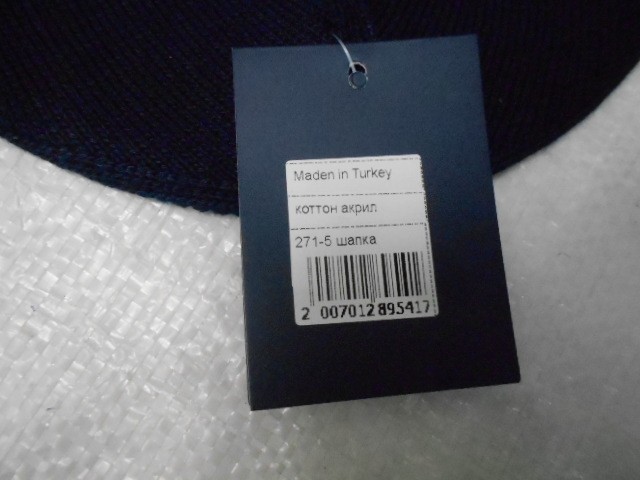 Maden in Turkey
коттон акрил
271-5 шапка
2 007012 895417